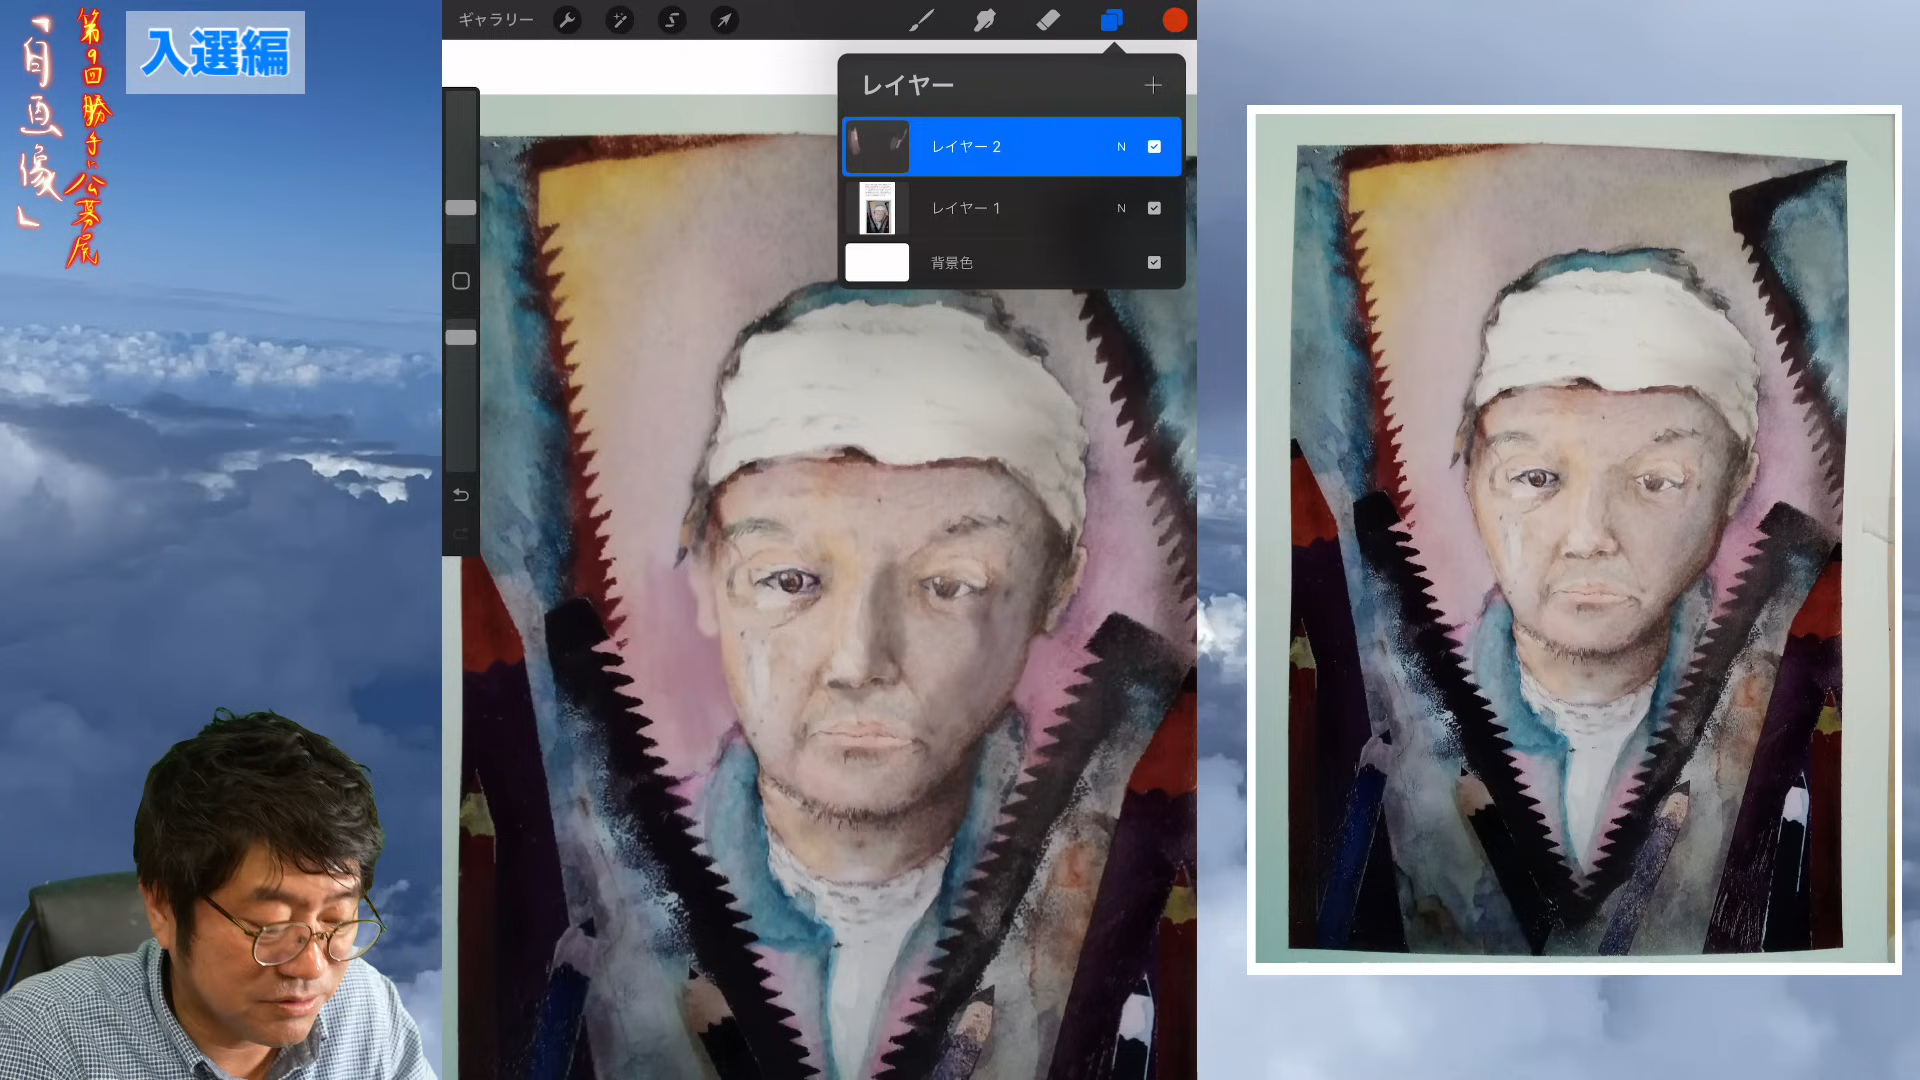 第9回勝手に公募展
「自画像」
入選編
ギャラリー
レイヤー
レイヤー 2
N
レイヤー 1
N
背景色